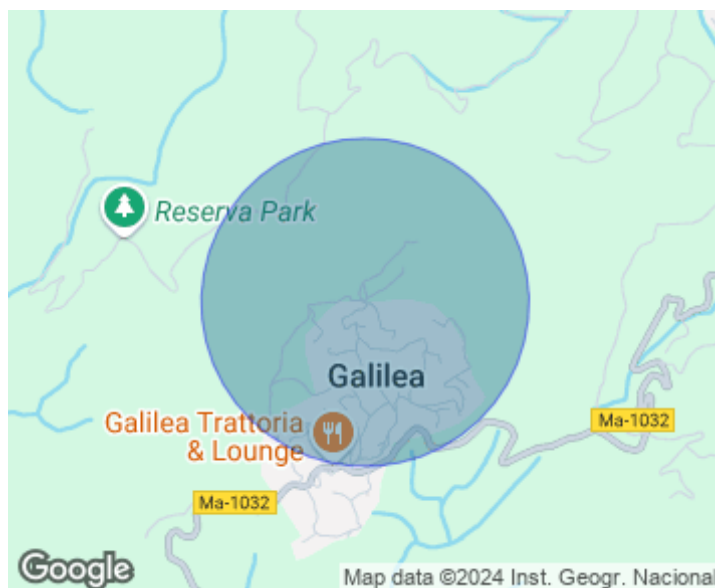 Reserva Park
Galilea
Galilea Trattoria
& Lounge
Ma-1032
Ma-1032
Google
Map data ©2024 Inst. Geogr. Nacional